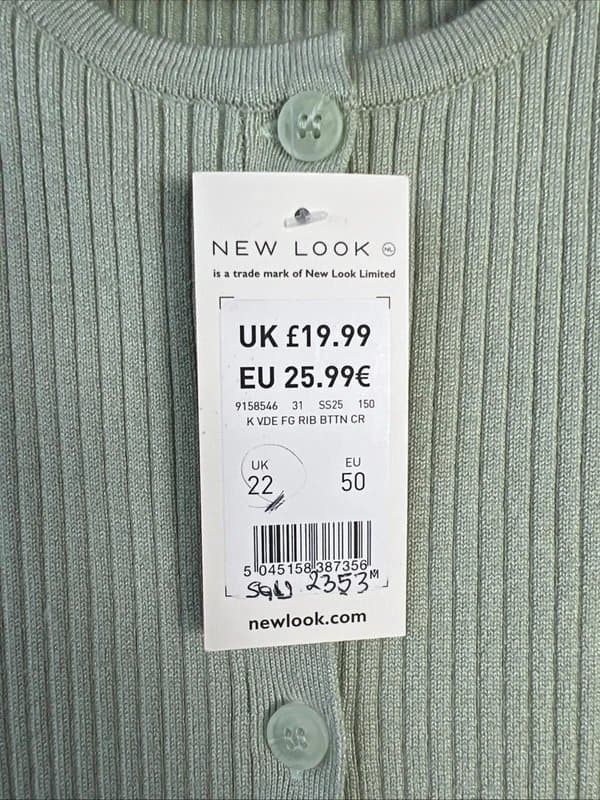 NEW LOOK NL
is a trade mark of New Look Limited
UK £19.99
EU 25.99€
9158546 31 SS25 150
K VDE FG RIB BTTN CR
UK EU
22 50
5 045158 387356
2353 M
newlook.com